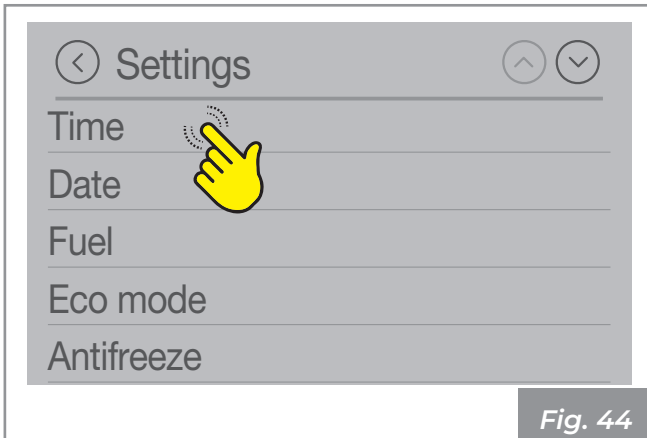 Settings
Time
Date
Fuel
Eco mode
Antifreeze
Fig. 44